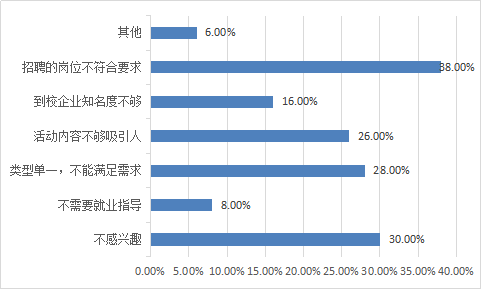 其他
6.00%
招聘的岗位不符合要求
38.00%
到校企业知名度不够
16.00%
活动内容不够吸引人
26.00%
类型单一，不能满足需求
28.00%
不需要就业指导
8.00%
不感兴趣
30.00%
0.00% 5.00% 10.00% 15.00% 20.00% 25.00% 30.00% 35.00% 40.00%